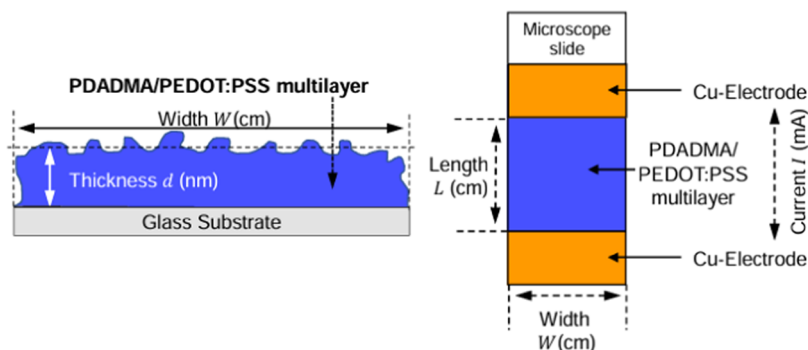 PDADMA/PEDOT:PSS multilayer
Width W(cm)
Thickness d (nm)
Glass Substrate
Microscope
slide
Cu-Electrode
Length
L (cm)
PDADMA/
PEDOT:PSS
multilayer
Current I (mA)
Cu-Electrode
Width
W(cm)